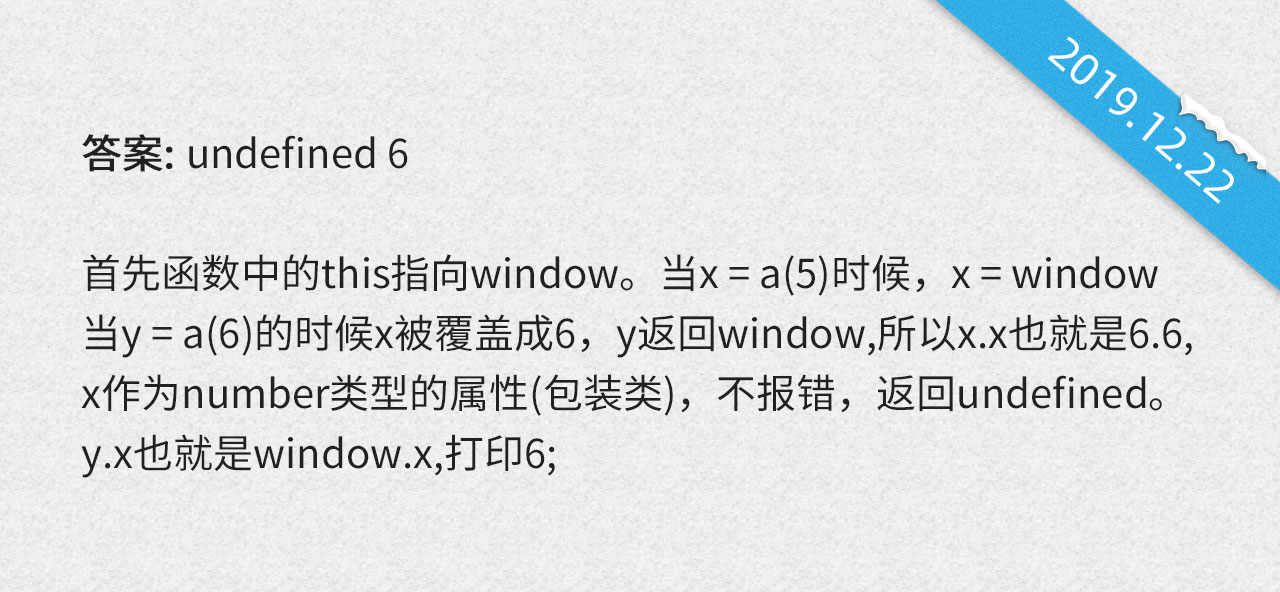 2019.12.22
答案: undefined 6
首先函数中的this指向window。当x = a(5)时候，x = window
当y = a(6)的时候x被覆盖成6，y返回window,所以x.x也就是6.6,
x作为number类型的属性(包装类)，不报错，返回undefined。
y.x也就是window.x,打印6;